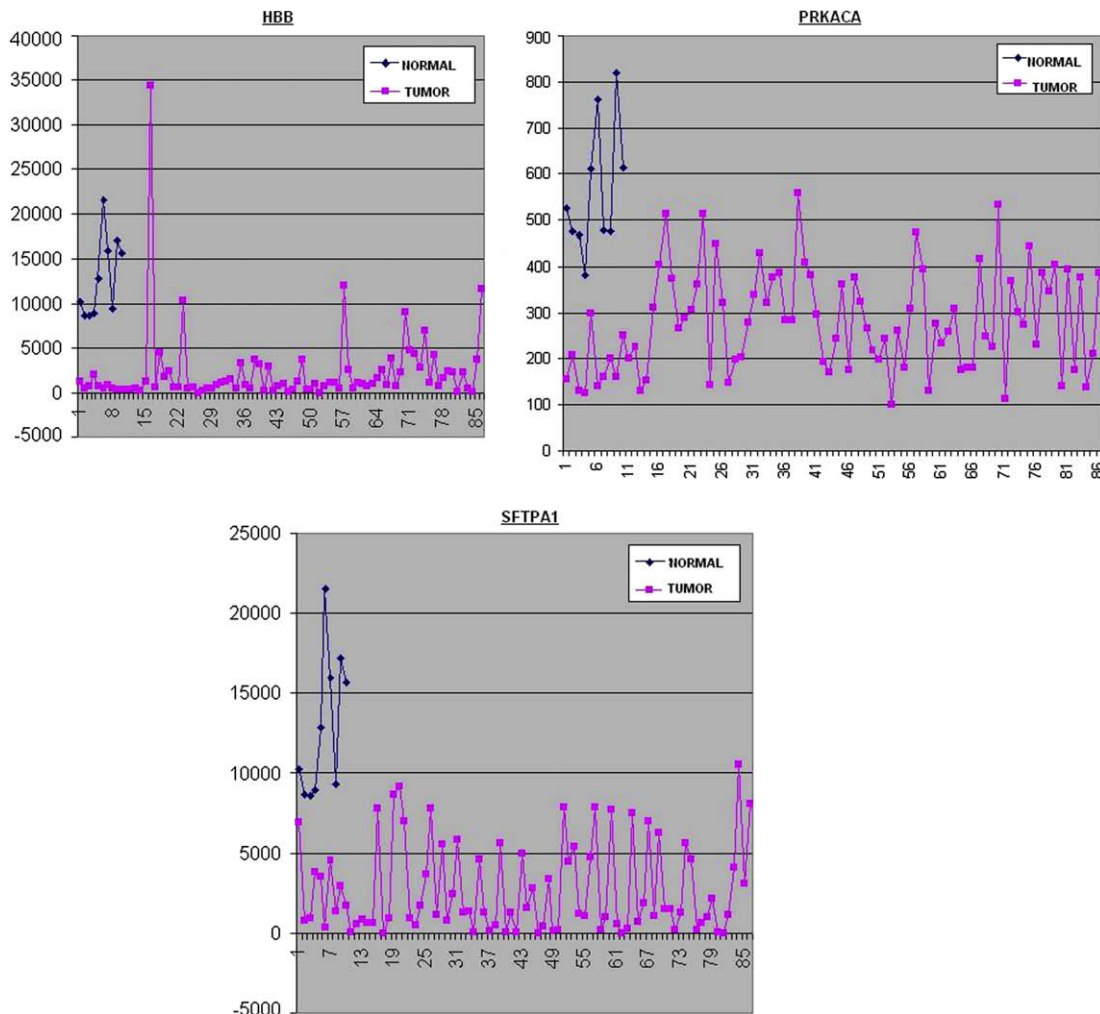 HBB
40000
35000
30000
25000
20000
15000
10000
5000
0
-5000
NORMAL
TUMOR
1 8 15 22 29 36 43 50 57 64 71 78 85
PRKACA
900
800
700
600
500
400
300
200
100
0
NORMAL
TUMOR
1 6 11 16 21 26 31 36 41 46 51 56 61 66 71 76 81 86
SFTPA1
25000
20000
15000
10000
5000
0
-5000
NORMAL
TUMOR
1 7 13 19 25 31 37 43 49 55 61 67 73 79 85